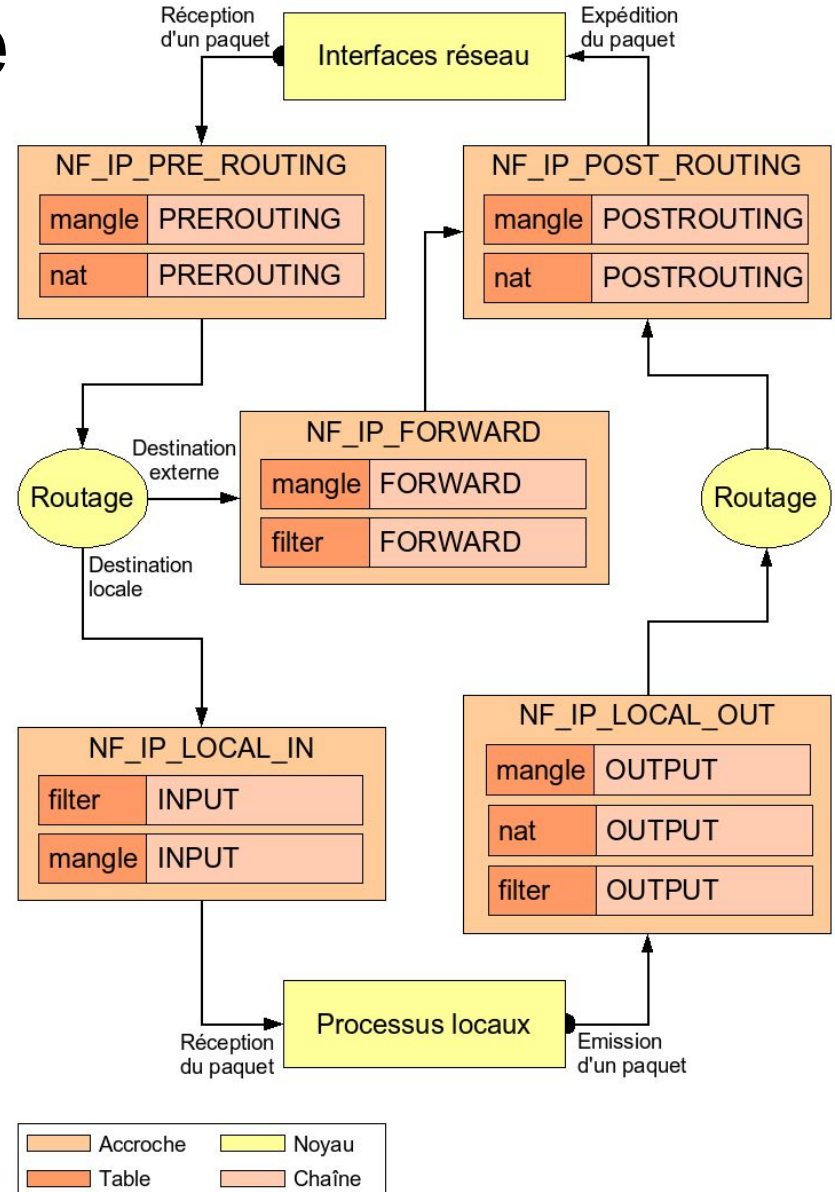 e
Réception
d'un paquet
Interfaces réseau
Expédition
du paquet
NF_IP_PRE_ROUTING
mangle PREROUTING
nat PREROUTING
NF_IP_POST_ROUTING
mangle POSTROUTING
nat POSTROUTING
Routage
Destination
externe
NF_IP_FORWARD
mangle FORWARD
filter FORWARD
Routage
Destination
locale
NF_IP_LOCAL_IN
filter INPUT
mangle INPUT
NF_IP_LOCAL_OUT
mangle OUTPUT
nat OUTPUT
filter OUTPUT
Réception
du paquet
Processus locaux
Emission
d'un paquet
Accroche
Noyau
Table
Chaîne